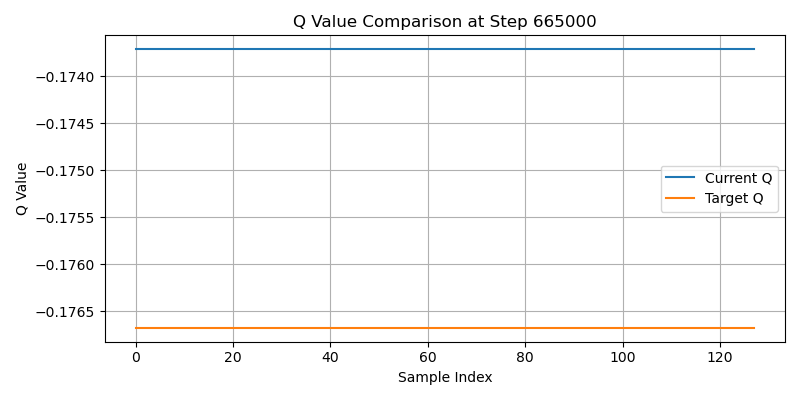 Q Value Comparison at Step 665000
−0.1740
−0.1745
−0.1750
−0.1755
−0.1760
−0.1765
Q Value
Current Q
Target Q
0 20 40 60 80 100 120
Sample Index